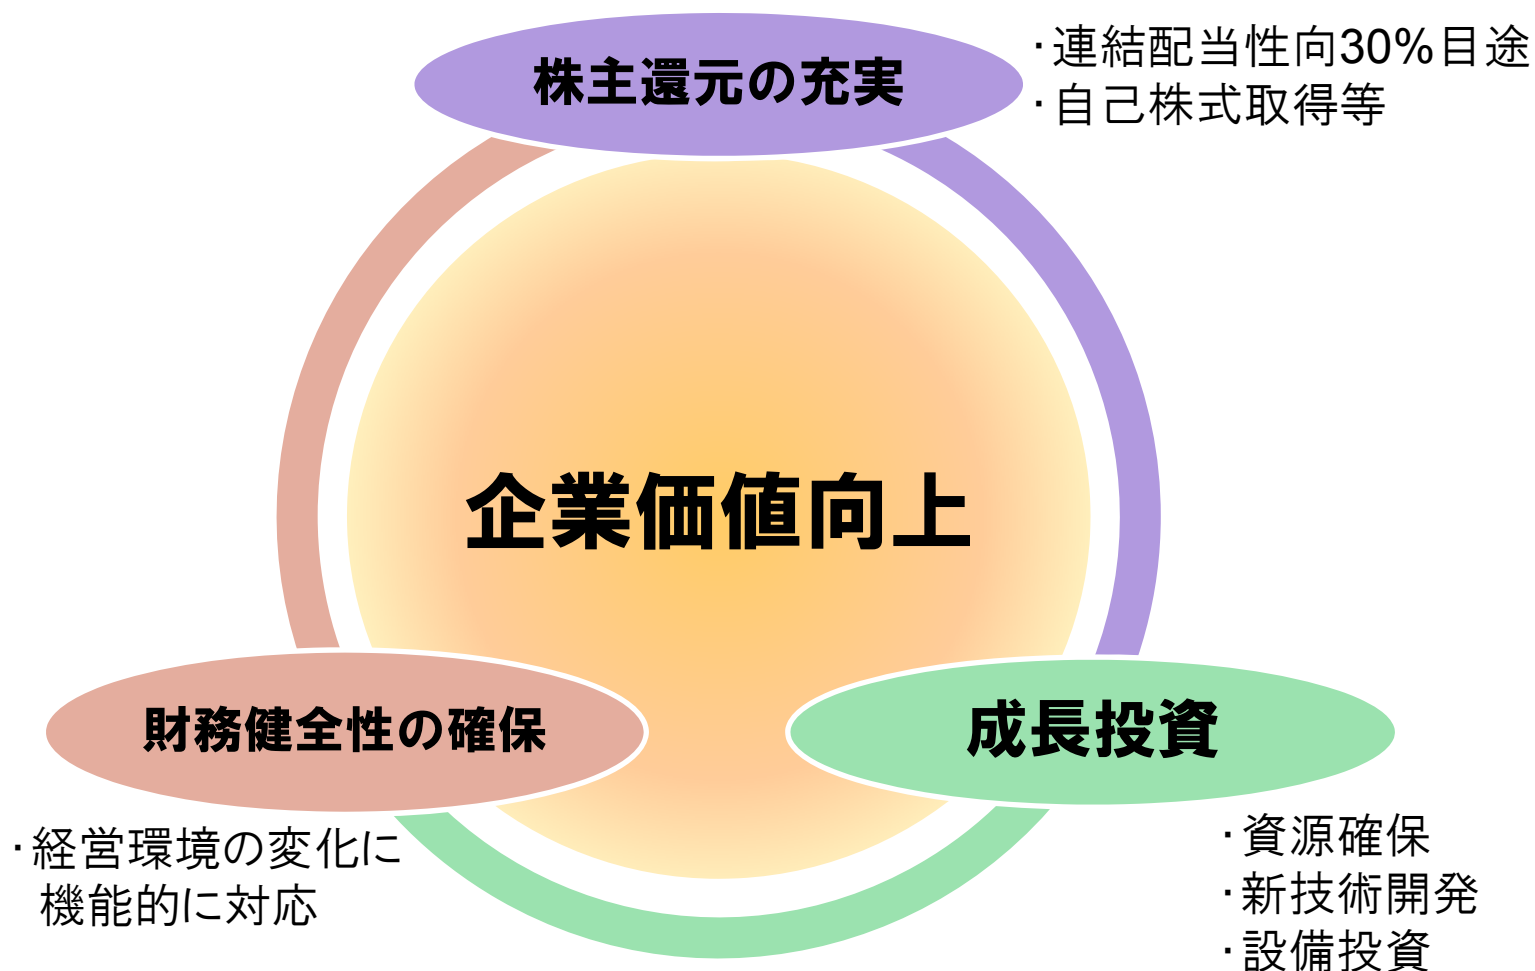 株主還元の充実
・連結配当性向30%目途
・自己株式取得等
企業価値向上
財務健全性の確保
・経営環境の変化に
機能的に対応
成長投資
・資源確保
・新技術開発
・設備投資